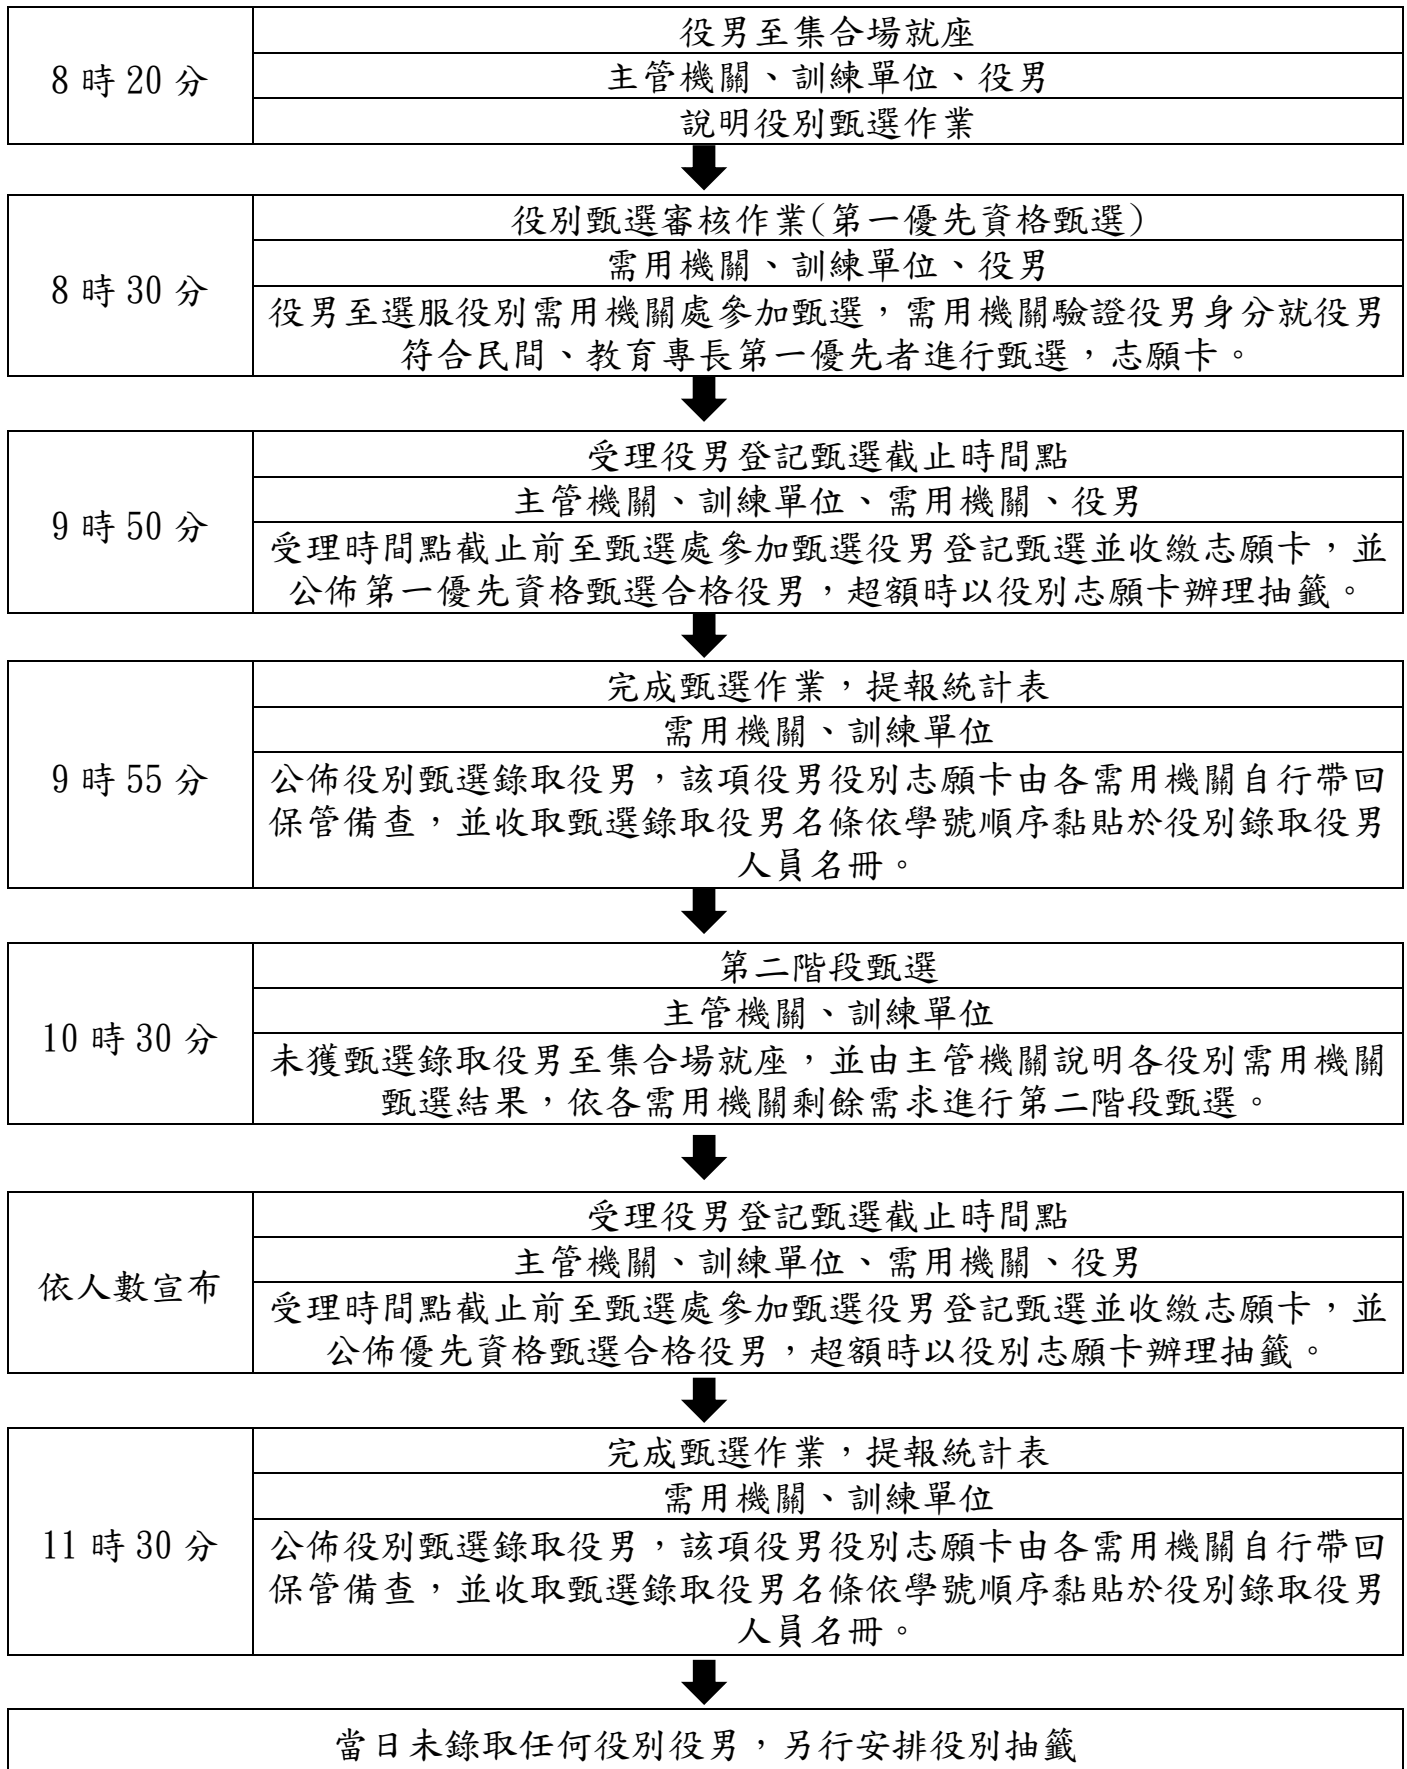 8 時 20 分
役男至集合場就座
主管機關、訓練單位、役男
說明役別甄選作業
8 時 30 分
役別甄選審核作業(第一優先資格甄選)
需用機關、訓練單位、役男
役男至選服役別需用機關處參加甄選，需用機關驗證役男身分就役男
符合民間、教育專長第一優先者進行甄選，志願卡。
9 時 50 分
受理役男登記甄選截止時間點
主管機關、訓練單位、需用機關、役男
受理時間點截止前至甄選處參加甄選役男登記甄選並收繳志願卡，並
公佈第一優先資格甄選合格役男，超額時以役別志願卡辦理抽籤。
9 時 55 分
完成甄選作業，提報統計表
需用機關、訓練單位
公佈役別甄選錄取役男，該項役男役別志願卡由各需用機關自行帶回
保管備查，並收取甄選錄取役男名條依學號順序黏貼於役別錄取役男
人員名冊。
10 時 30 分
第二階段甄選
主管機關、訓練單位
未獲甄選錄取役男至集合場就座，並由主管機關說明各役別需用機關
甄選結果，依各需用機關剩餘需求進行第二階段甄選。
依人數宣布
受理役男登記甄選截止時間點
主管機關、訓練單位、需用機關、役男
受理時間點截止前至甄選處參加甄選役男登記甄選並收繳志願卡，並
公佈優先資格甄選合格役男，超額時以役別志願卡辦理抽籤。
11 時 30 分
完成甄選作業，提報統計表
需用機關、訓練單位
公佈役別甄選錄取役男，該項役男役別志願卡由各需用機關自行帶回
保管備查，並收取甄選錄取役男名條依學號順序黏貼於役別錄取役男
人員名冊。
當日未錄取任何役別役男，另行安排役別抽籤